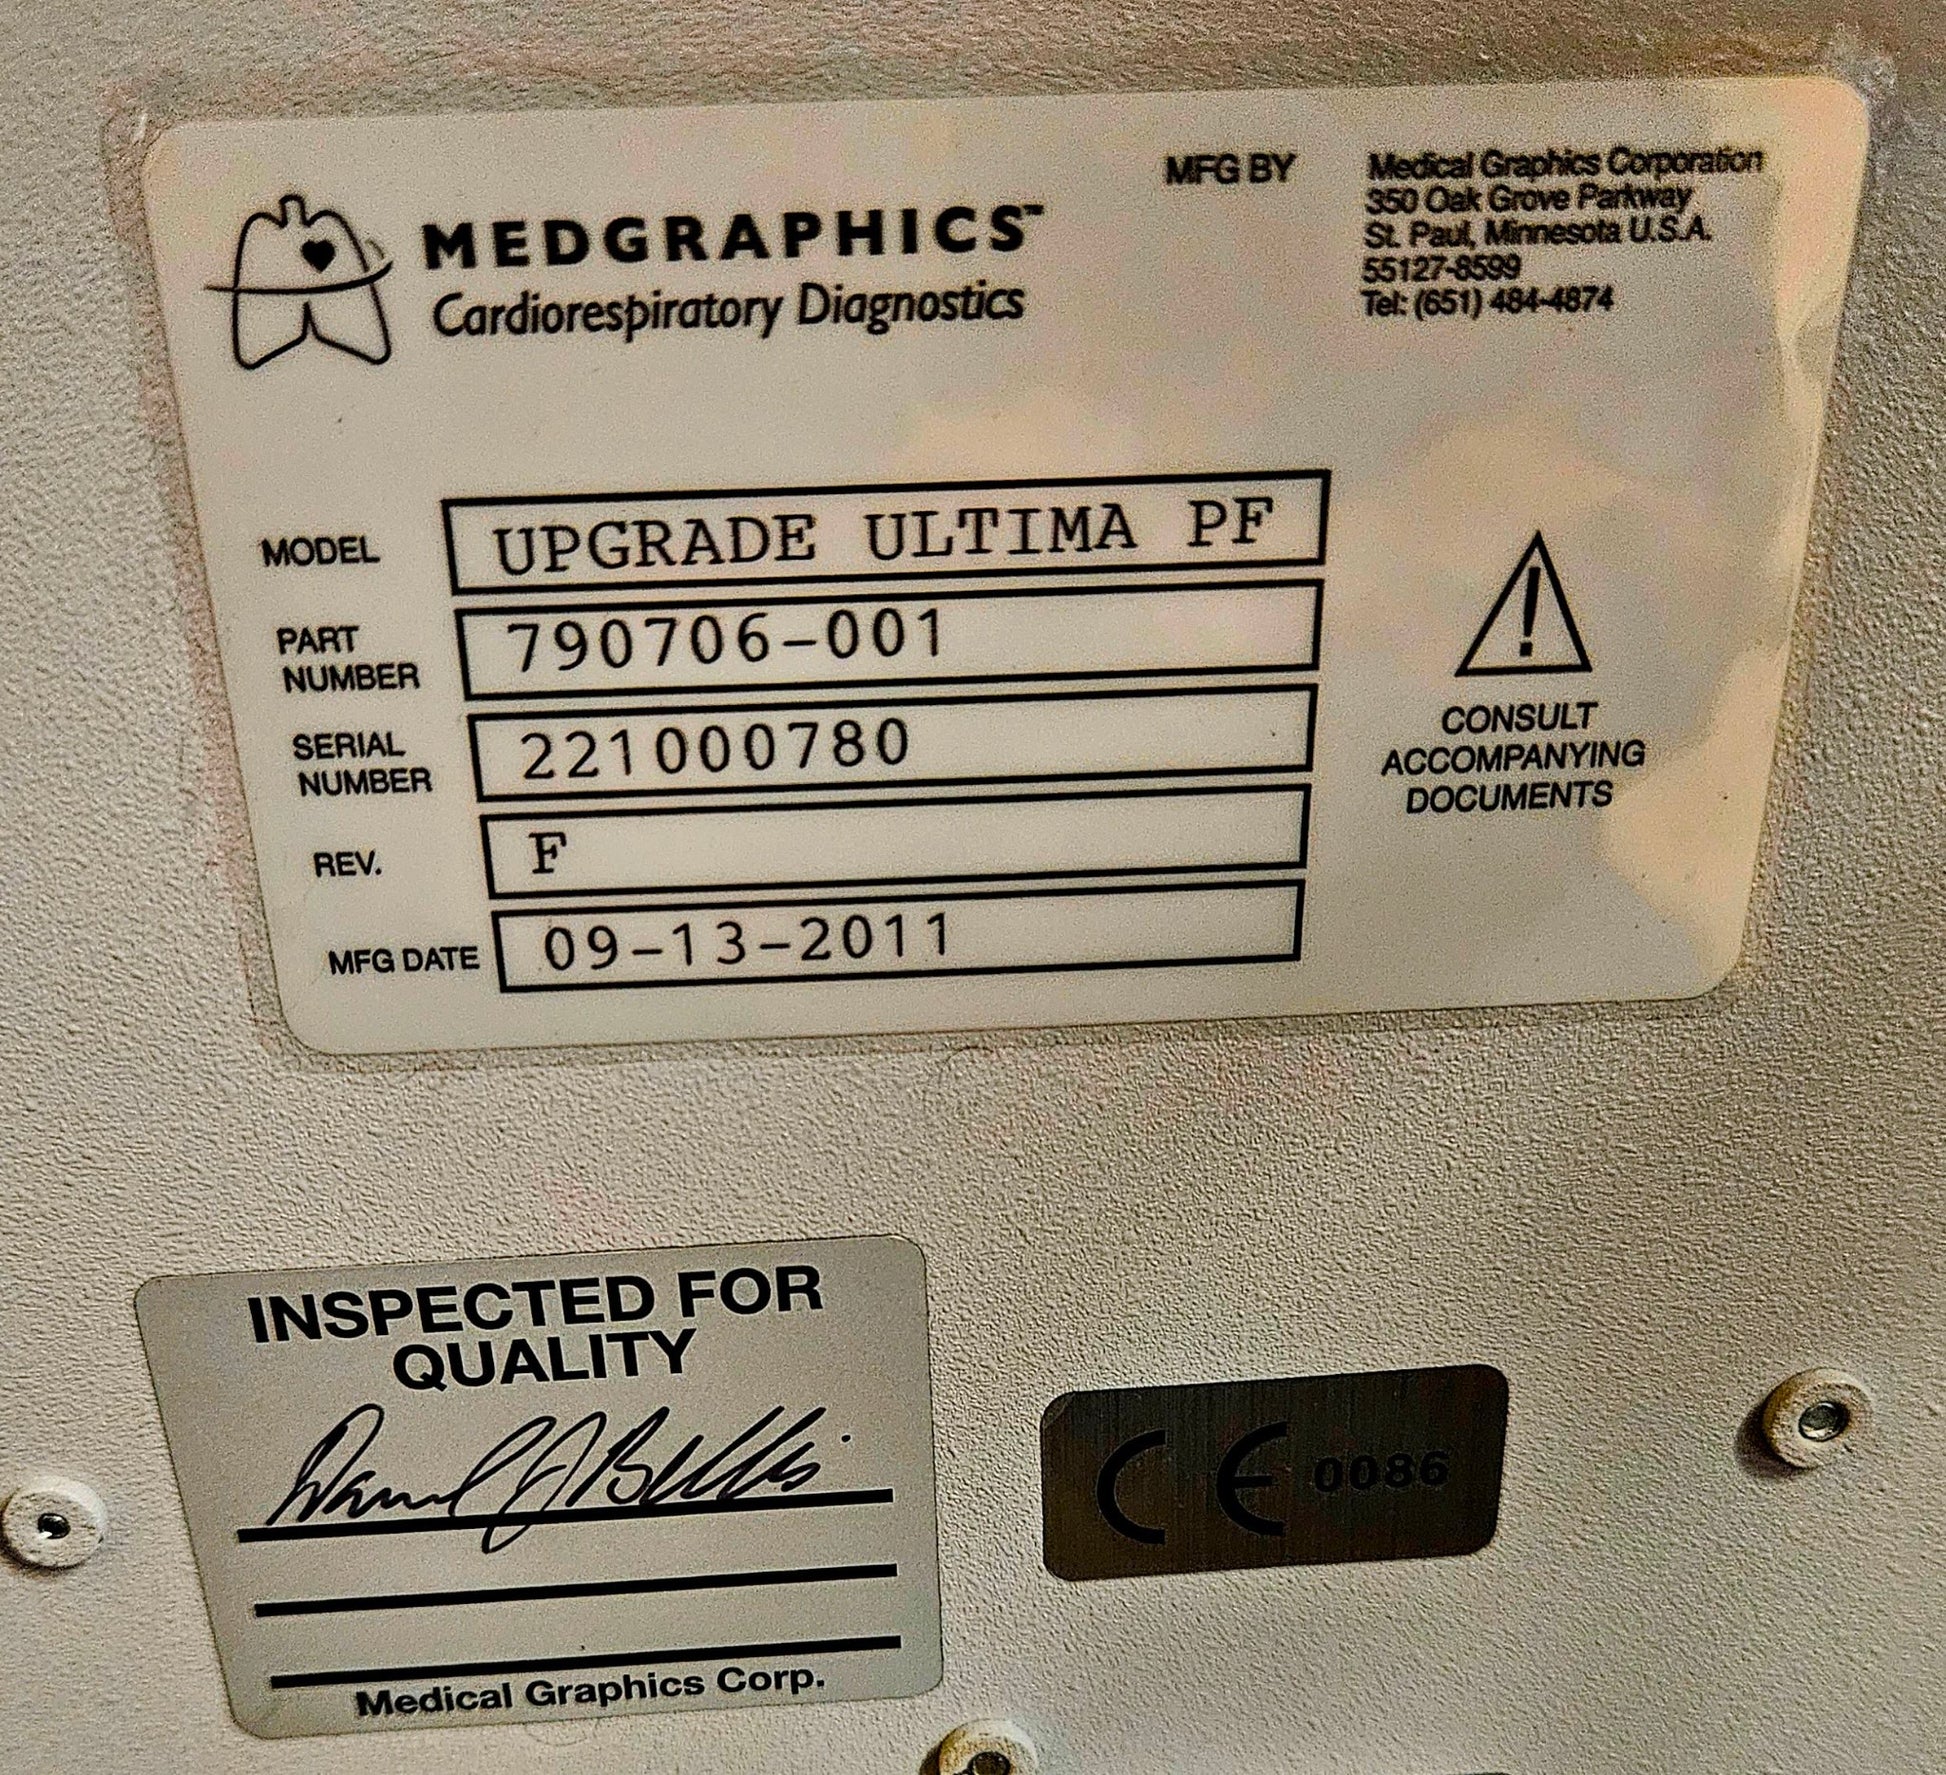 MEDGRAPHICS™
Cardiorespiratory Diagnostics
MFG BY
Medical Graphics Corporation
350 Oak Grove Parkway
St. Paul, Minnesota U.S.A.
55127-8599
Tel: (651) 484-4874
MODEL
UPGRADE ULTIMA PF
PART
NUMBER
790706-001
SERIAL
NUMBER
221000780
REV.
F
MFG DATE
09-13-2011
!
CONSULT
ACCOMPANYING
DOCUMENTS
INSPECTED FOR
QUALITY
Medical Graphics Corp.
CE 0086